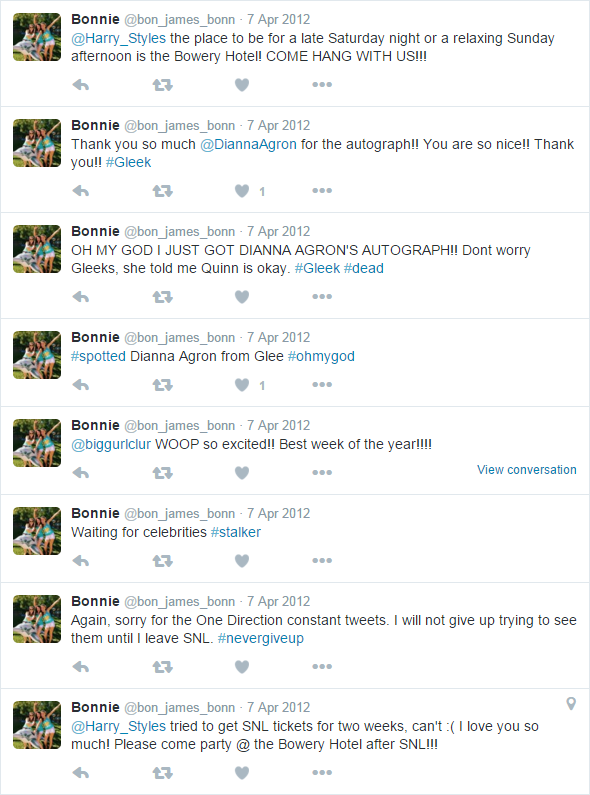 Bonnie @bon_james_bonn · 7 Apr 2012
@Harry_Styles the place to be for a late Saturday night or a relaxing Sunday
afternoon is the Bowery Hotel! COME HANG WITH US!!!
Bonnie @bon_james_bonn · 7 Apr 2012
Thank you so much @DiannaAgron for the autograph!! You are so nice!! Thank
you!! #Gleek
1
Bonnie @bon_james_bonn · 7 Apr 2012
OH MY GOD I JUST GOT DIANNA AGRON'S AUTOGRAPH!! Dont worry
Gleeks, she told me Quinn is okay. #Gleek #dead
Bonnie @bon_james_bonn · 7 Apr 2012
#spotted Dianna Agron from Glee #ohmygod
1
Bonnie @bon_james_bonn · 7 Apr 2012
@biggurlclur WOOP so excited!! Best week of the year!!!!
View conversation
Bonnie @bon_james_bonn · 7 Apr 2012
Waiting for celebrities #stalker
Bonnie @bon_james_bonn · 7 Apr 2012
Again, sorry for the One Direction constant tweets. I will not give up trying to see
them until I leave SNL. #nevergiveup
Bonnie @bon_james_bonn · 7 Apr 2012
@Harry_Styles tried to get SNL tickets for two weeks, can't :( I love you so
much! Please come party @ the Bowery Hotel after SNL!!!